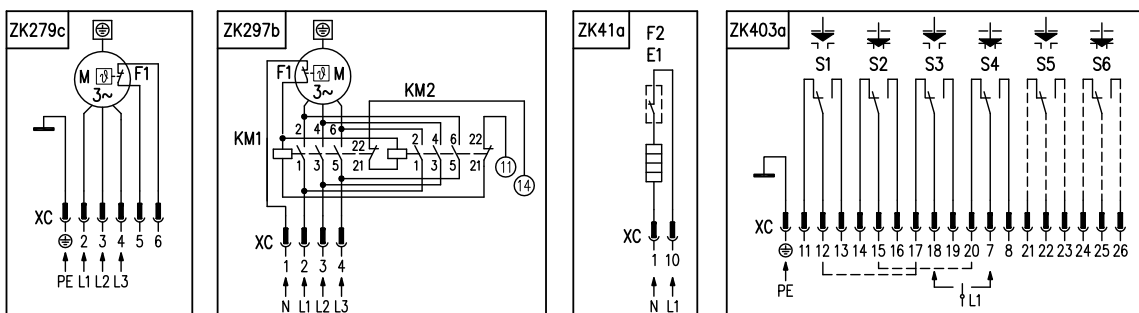 ZK279c
M ϑ F1
3~
XC
2 3 4 5 6
PE L1 L2 L3
ZK297b
F1 ϑ M
3~
KM2
KM1
2 4 6 22 2 4 6 22
1 3 5 21 1 3 5 21
11
14
XC
1 2 3 4
N L1 L2 L3
ZK41a
F2
E1
XC
1 10
N L1
ZK403a
S1 S2 S3 S4 S5 S6
XC
11 12 13 14 15 16 17 18 19 20 7 8 21 22 23 24 25 26
PE
L1